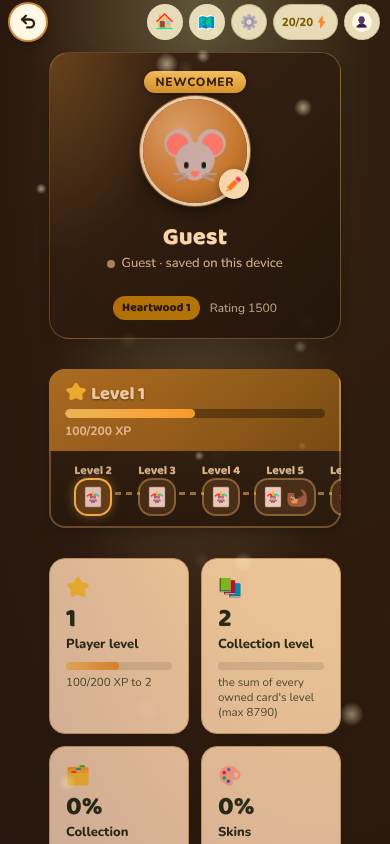 20/20
NEWCOMER
Guest
Guest · saved on this device
Heartwood 1
Rating 1500
Level 1
100/200 XP
Level 2
Level 3
Level 4
Level 5
Le
1
Player level
100/200 XP to 2
2
Collection level
the sum of every
owned card's level
(max 8790)
0%
Collection
0%
Skins